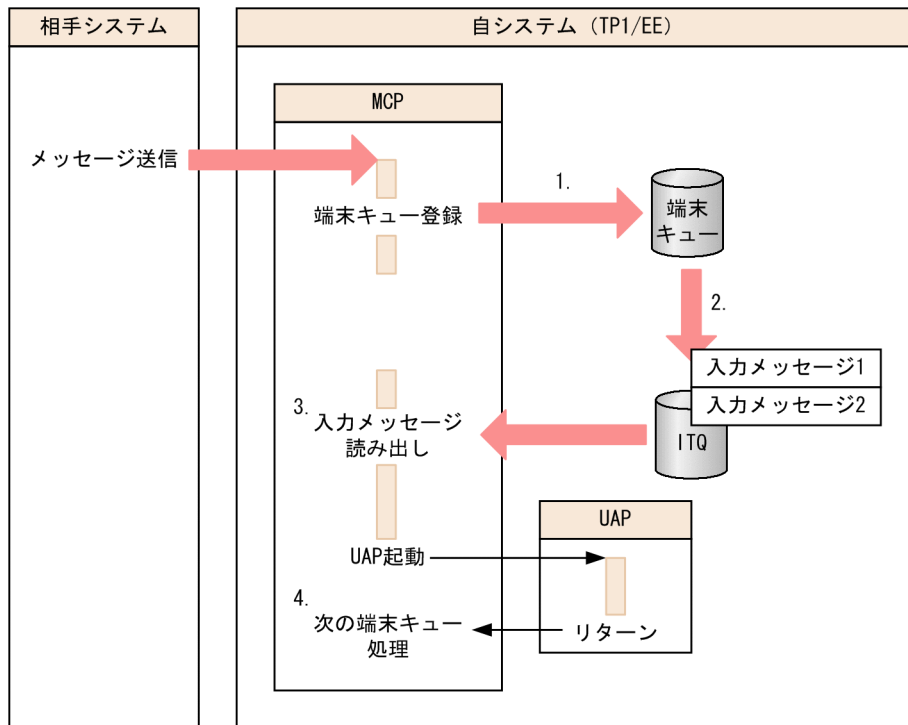 相手システム
自システム（TP1/EE）
MCP
メッセージ送信
1.
端末キュー登録
端末
キュー
2.
入力メッセージ1
入力メッセージ2
3.
入力メッセージ
読み出し
ITQ
UAP
UAP起動
4.
次の端末キュー
処理
リターン